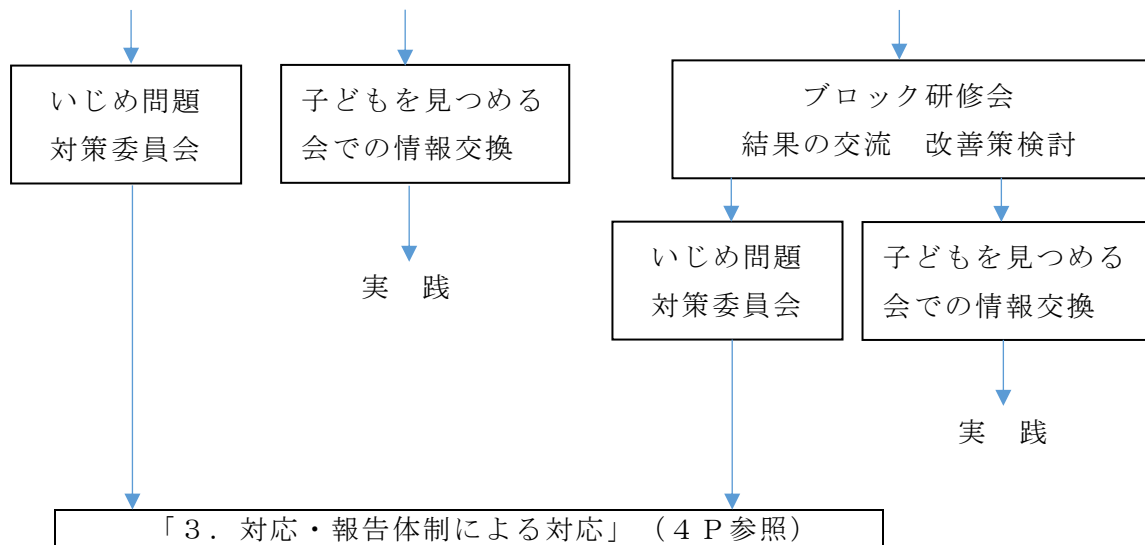 いじめ問題
対策委員会
子どもを見つめる
会での情報交換
実　践
ブロック研修会
結果の交流　改善策検討
いじめ問題
対策委員会
子どもを見つめる
会での情報交換
実　践
「３．対応・報告体制による対応」（４Ｐ参照）